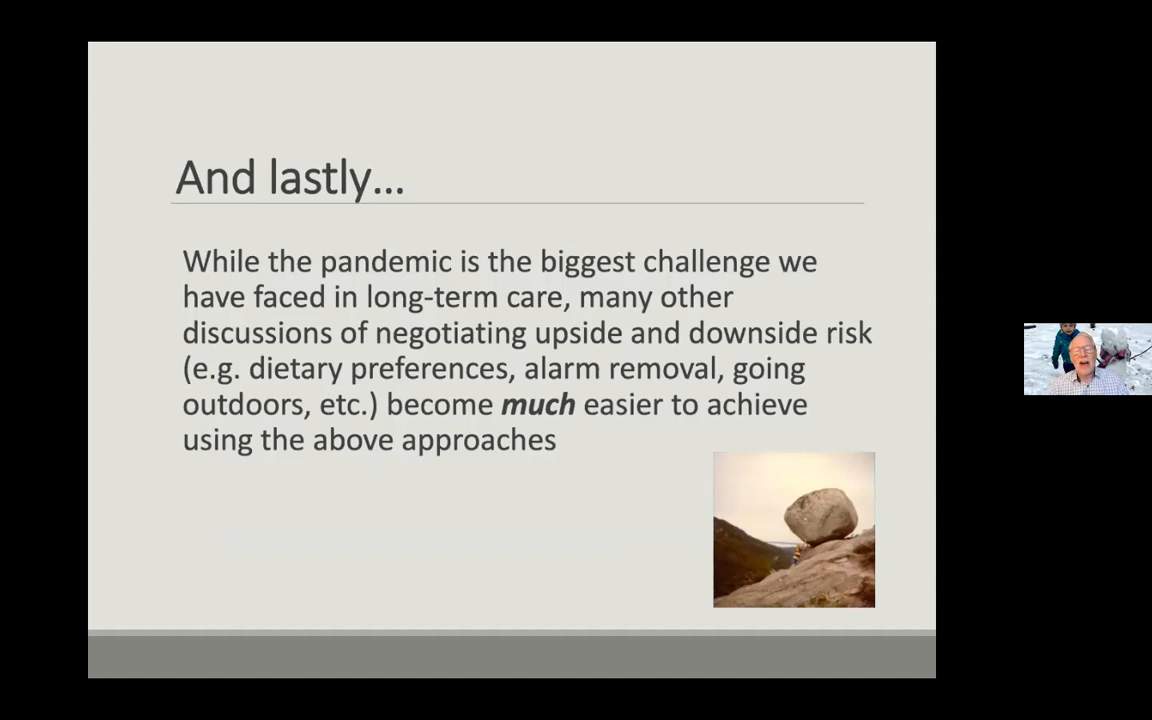 And lastly...
While the pandemic is the biggest challenge we
have faced in long-term care, many other
discussions of negotiating upside and downside risk
(e.g. dietary preferences, alarm removal, going
outdoors, etc.) become much easier to achieve
using the above approaches